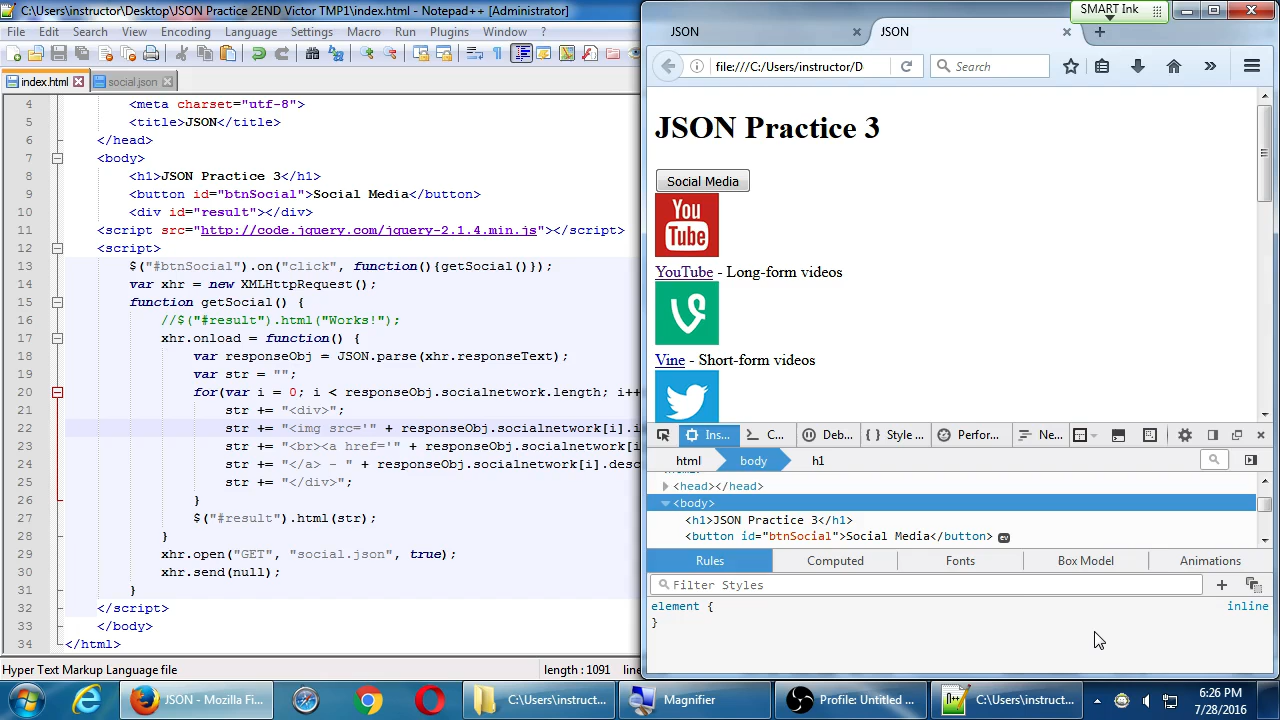 C:\Users\instructor\Desktop\JSON Practice 2END Victor TMP1\index.html - Notepad++ [Administrator]
File Edit Search View Encoding Language Settings Macro Run Plugins Window ?
index.html social.json
4 <meta charset="utf-8">
5 <title>JSON</title>
6 </head>
7 <body>
8 <h1>JSON Practice 3</h1>
9 <button id="btnSocial">Social Media</button>
10 <div id="result"></div>
11 <script src="http://code.jquery.com/jquery-2.1.4.min.js"></script>
12 <script>
13 $("#btnSocial").on("click", function(){getSocial()});
14 var xhr = new XMLHttpRequest();
15 function getSocial() {
16 //$("#result").html("Works!");
17 xhr.onload = function() {
18 var responseObj = JSON.parse(xhr.responseText);
19 var str = "";
20 for(var i = 0; i < responseObj.socialnetwork.length; i++
21 str += "<div>";
22 str += "<img src='" + responseObj.socialnetwork[i].i
23 str += "<br><a href='" + responseObj.socialnetwork[i
24 str += "</a> - " + responseObj.socialnetwork[i].desc
25 str += "</div>";
26 }
27 $("#result").html(str);
28 }
29 xhr.open("GET", "social.json", true);
30 xhr.send(null);
31 }
32 </script>
33 </body>
34 </html>
Hyper Text Markup Language file length : 1091 line
SMART Ink
JSON JSON
file:///C:/Users/instructor/D Search
JSON Practice 3
Social Media
You
Tube
YouTube - Long-form videos
Vine - Short-form videos
Ins... C... Deb... { } Style ... Perfor... Ne...
html body h1
<head></head>
<body>
<h1>JSON Practice 3</h1>
<button id="btnSocial">Social Media</button> ev
Rules Computed Fonts Box Model Animations
Filter Styles
element { inline
}
JSON - Mozilla Fi... C:\Users\instruct... Magnifier Profile: Untitled ... C:\Users\instruct... 6:26 PM
7/28/2016